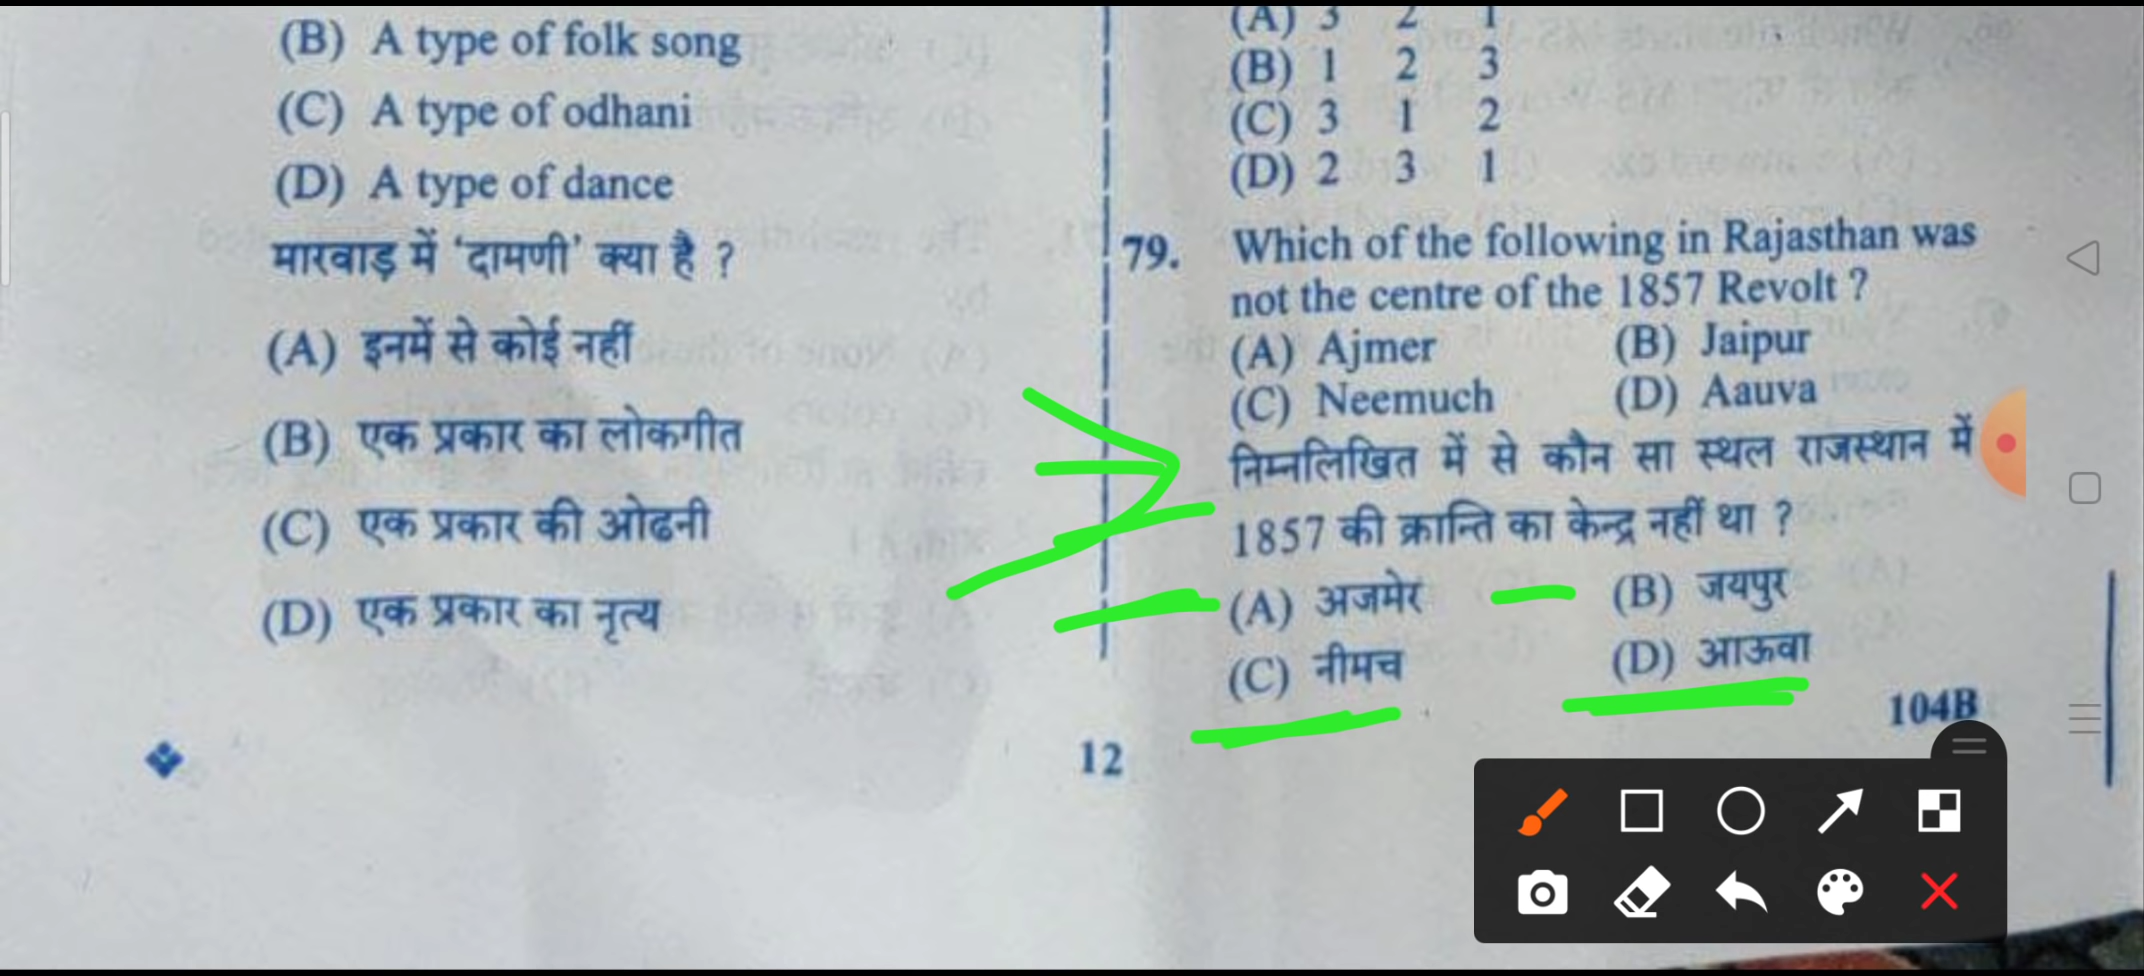 (B) A type of folk song
(C) A type of odhani
(D) A type of dance
मारवाड़ में ‘दामणी’ क्या है ?
(A) इनमें से कोई नहीं
(B) एक प्रकार का लोकगीत
(C) एक प्रकार की ओढनी
(D) एक प्रकार का नृत्य
(A) 3 2 1
(B) 1 2 3
(C) 3 1 2
(D) 2 3 1
79. Which of the following in Rajasthan was
not the centre of the 1857 Revolt ?
(A) Ajmer (B) Jaipur
(C) Neemuch (D) Aauva
निम्नलिखित में से कौन सा स्थल राजस्थान में
1857 की क्रान्ति का केन्द्र नहीं था ?
(A) अजमेर (B) जयपुर
(C) नीमच (D) आऊवा
12
104B